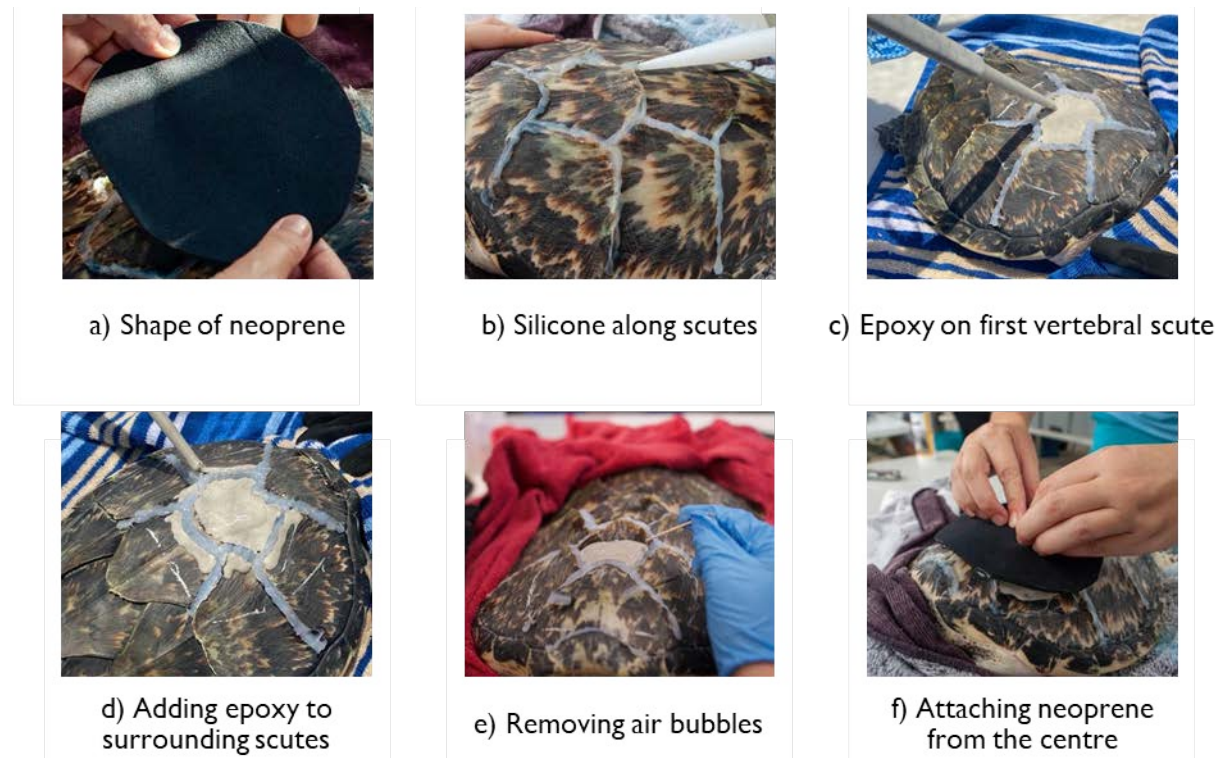 a) Shape of neoprene
b) Silicone along scutes
c) Epoxy on first vertebral scute
d) Adding epoxy to
surrounding scutes
e) Removing air bubbles
f) Attaching neoprene
from the centre